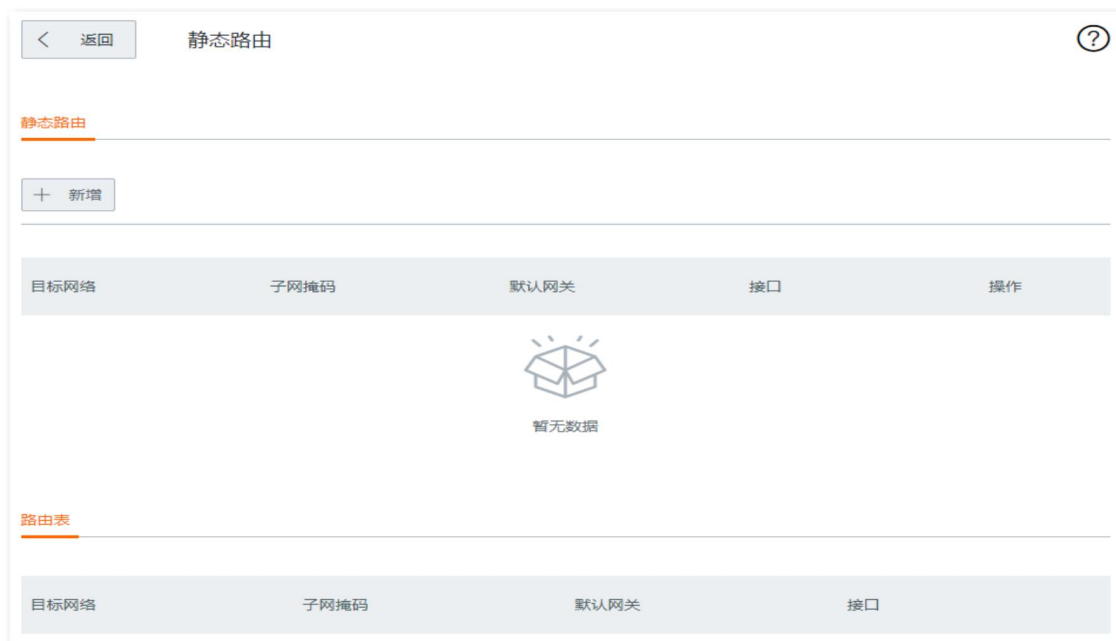 返回 静态路由 ?
静态路由
新增
目标网络 子网掩码 默认网关 接口 操作
暂无数据
路由表
目标网络 子网掩码 默认网关 接口